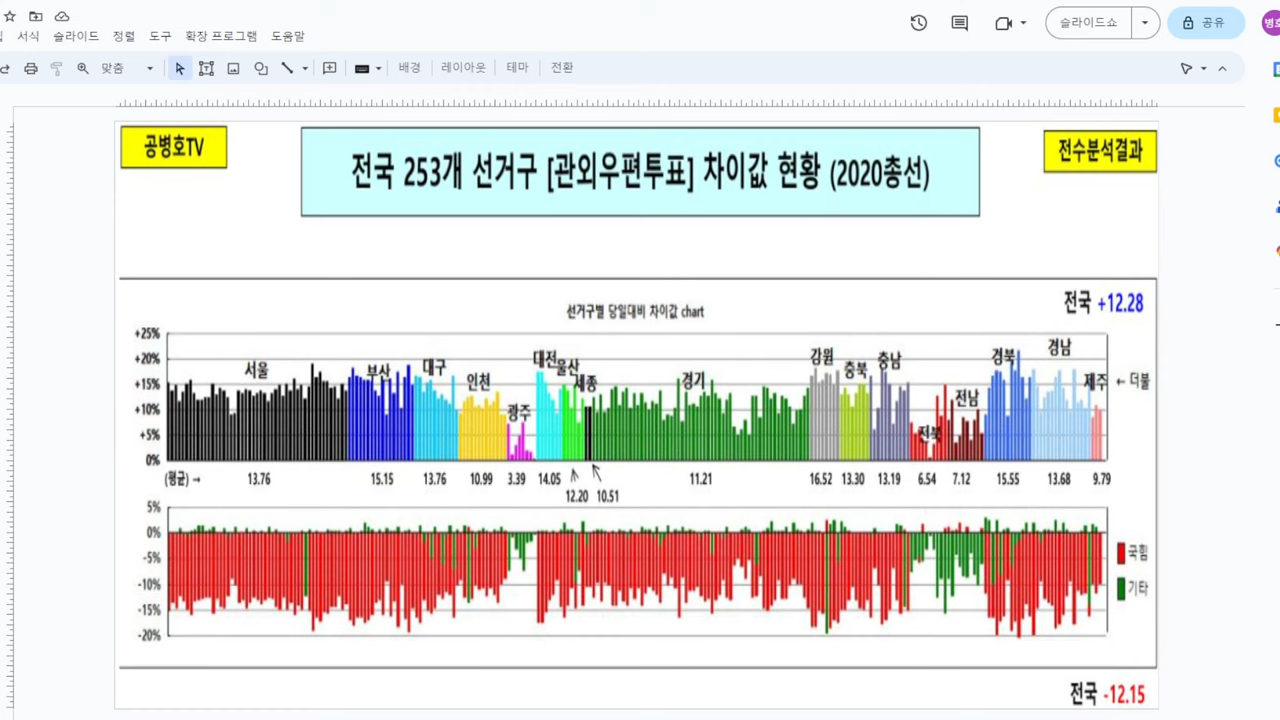 서식 슬라이드 정렬 도구 확장 프로그램 도움말
슬라이드쇼
공유
맞춤
배경 레이아웃 테마 전환
공병호TV
전국 253개 선거구 [관외우편투표] 차이값 현황 (2020총선)
전수분석결과
전국 +12.28
선거구별 당일대비 차이값 chart
+25%
+20%
+15%
+10%
+5%
0%
서울 부산 대구 인천 광주 대전 울산 세종 경기 강원 충북 충남 전북 전남 경북 경남 제주
← 더불
(평균) → 13.76 15.15 13.76 10.99 3.39 14.05 11.21 16.52 13.30 13.19 6.54 7.12 15.55 13.68 9.79
12.20 10.51
5%
0%
-5%
-10%
-15%
-20%
국힘
기타
전국 -12.15